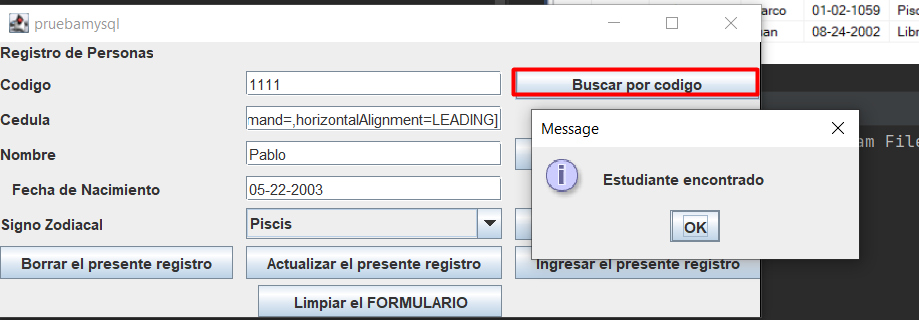 pruebamysql
arco 01-02-1059 Pisc
an 08-24-2002 Libr
Registro de Personas
Codigo 1111 Buscar por codigo
Cedula mand=,horizontalAlignment=LEADING]
Message
am File
Nombre Pablo
Estudiante encontrado
Fecha de Nacimiento 05-22-2003
Signo Zodiacal Piscis
OK
Borrar el presente registro Actualizar el presente registro Ingresar el presente registro
Limpiar el FORMULARIO